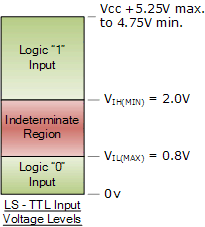 Vcc +5.25V max.
to 4.75V min.
Logic "1"
Input
VIH(MIN) = 2.0V
Indeterminate
Region
VIL(MAX) = 0.8V
Logic "0"
Input
0v
LS - TTL Input
Voltage Levels